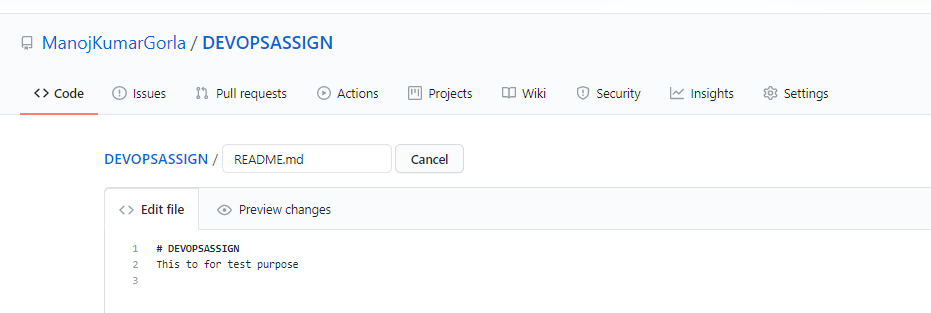 ManojKumarGorla / DEVOPSASSIGN
Code Issues Pull requests Actions Projects Wiki Security Insights Settings
DEVOPSASSIGN / README.md Cancel
<> Edit file Preview changes
1 # DEVOPSASSIGN
2 This to for test purpose
3